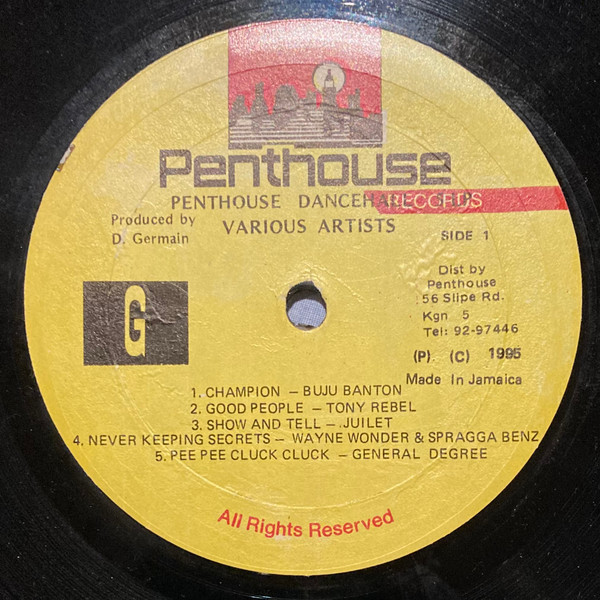 Penthouse
PENTHOUSE DANCEHALL
RECORDS
Produced by
D. Germain
VARIOUS ARTISTS
SIDE 1
G
Dist by
Penthouse
56 Slipe Rd.
Kgn 5
Tel: 92-97446
(P) (C) 1995
Made In Jamaica
1. CHAMPION – BUJU BANTON
2. GOOD PEOPLE – TONY REBEL
3. SHOW AND TELL – JUILET
4. NEVER KEEPING SECRETS – WAYNE WONDER & SPRAGGA BENZ
5. PEE PEE CLUCK CLUCK – GENERAL DEGREE
All Rights Reserved